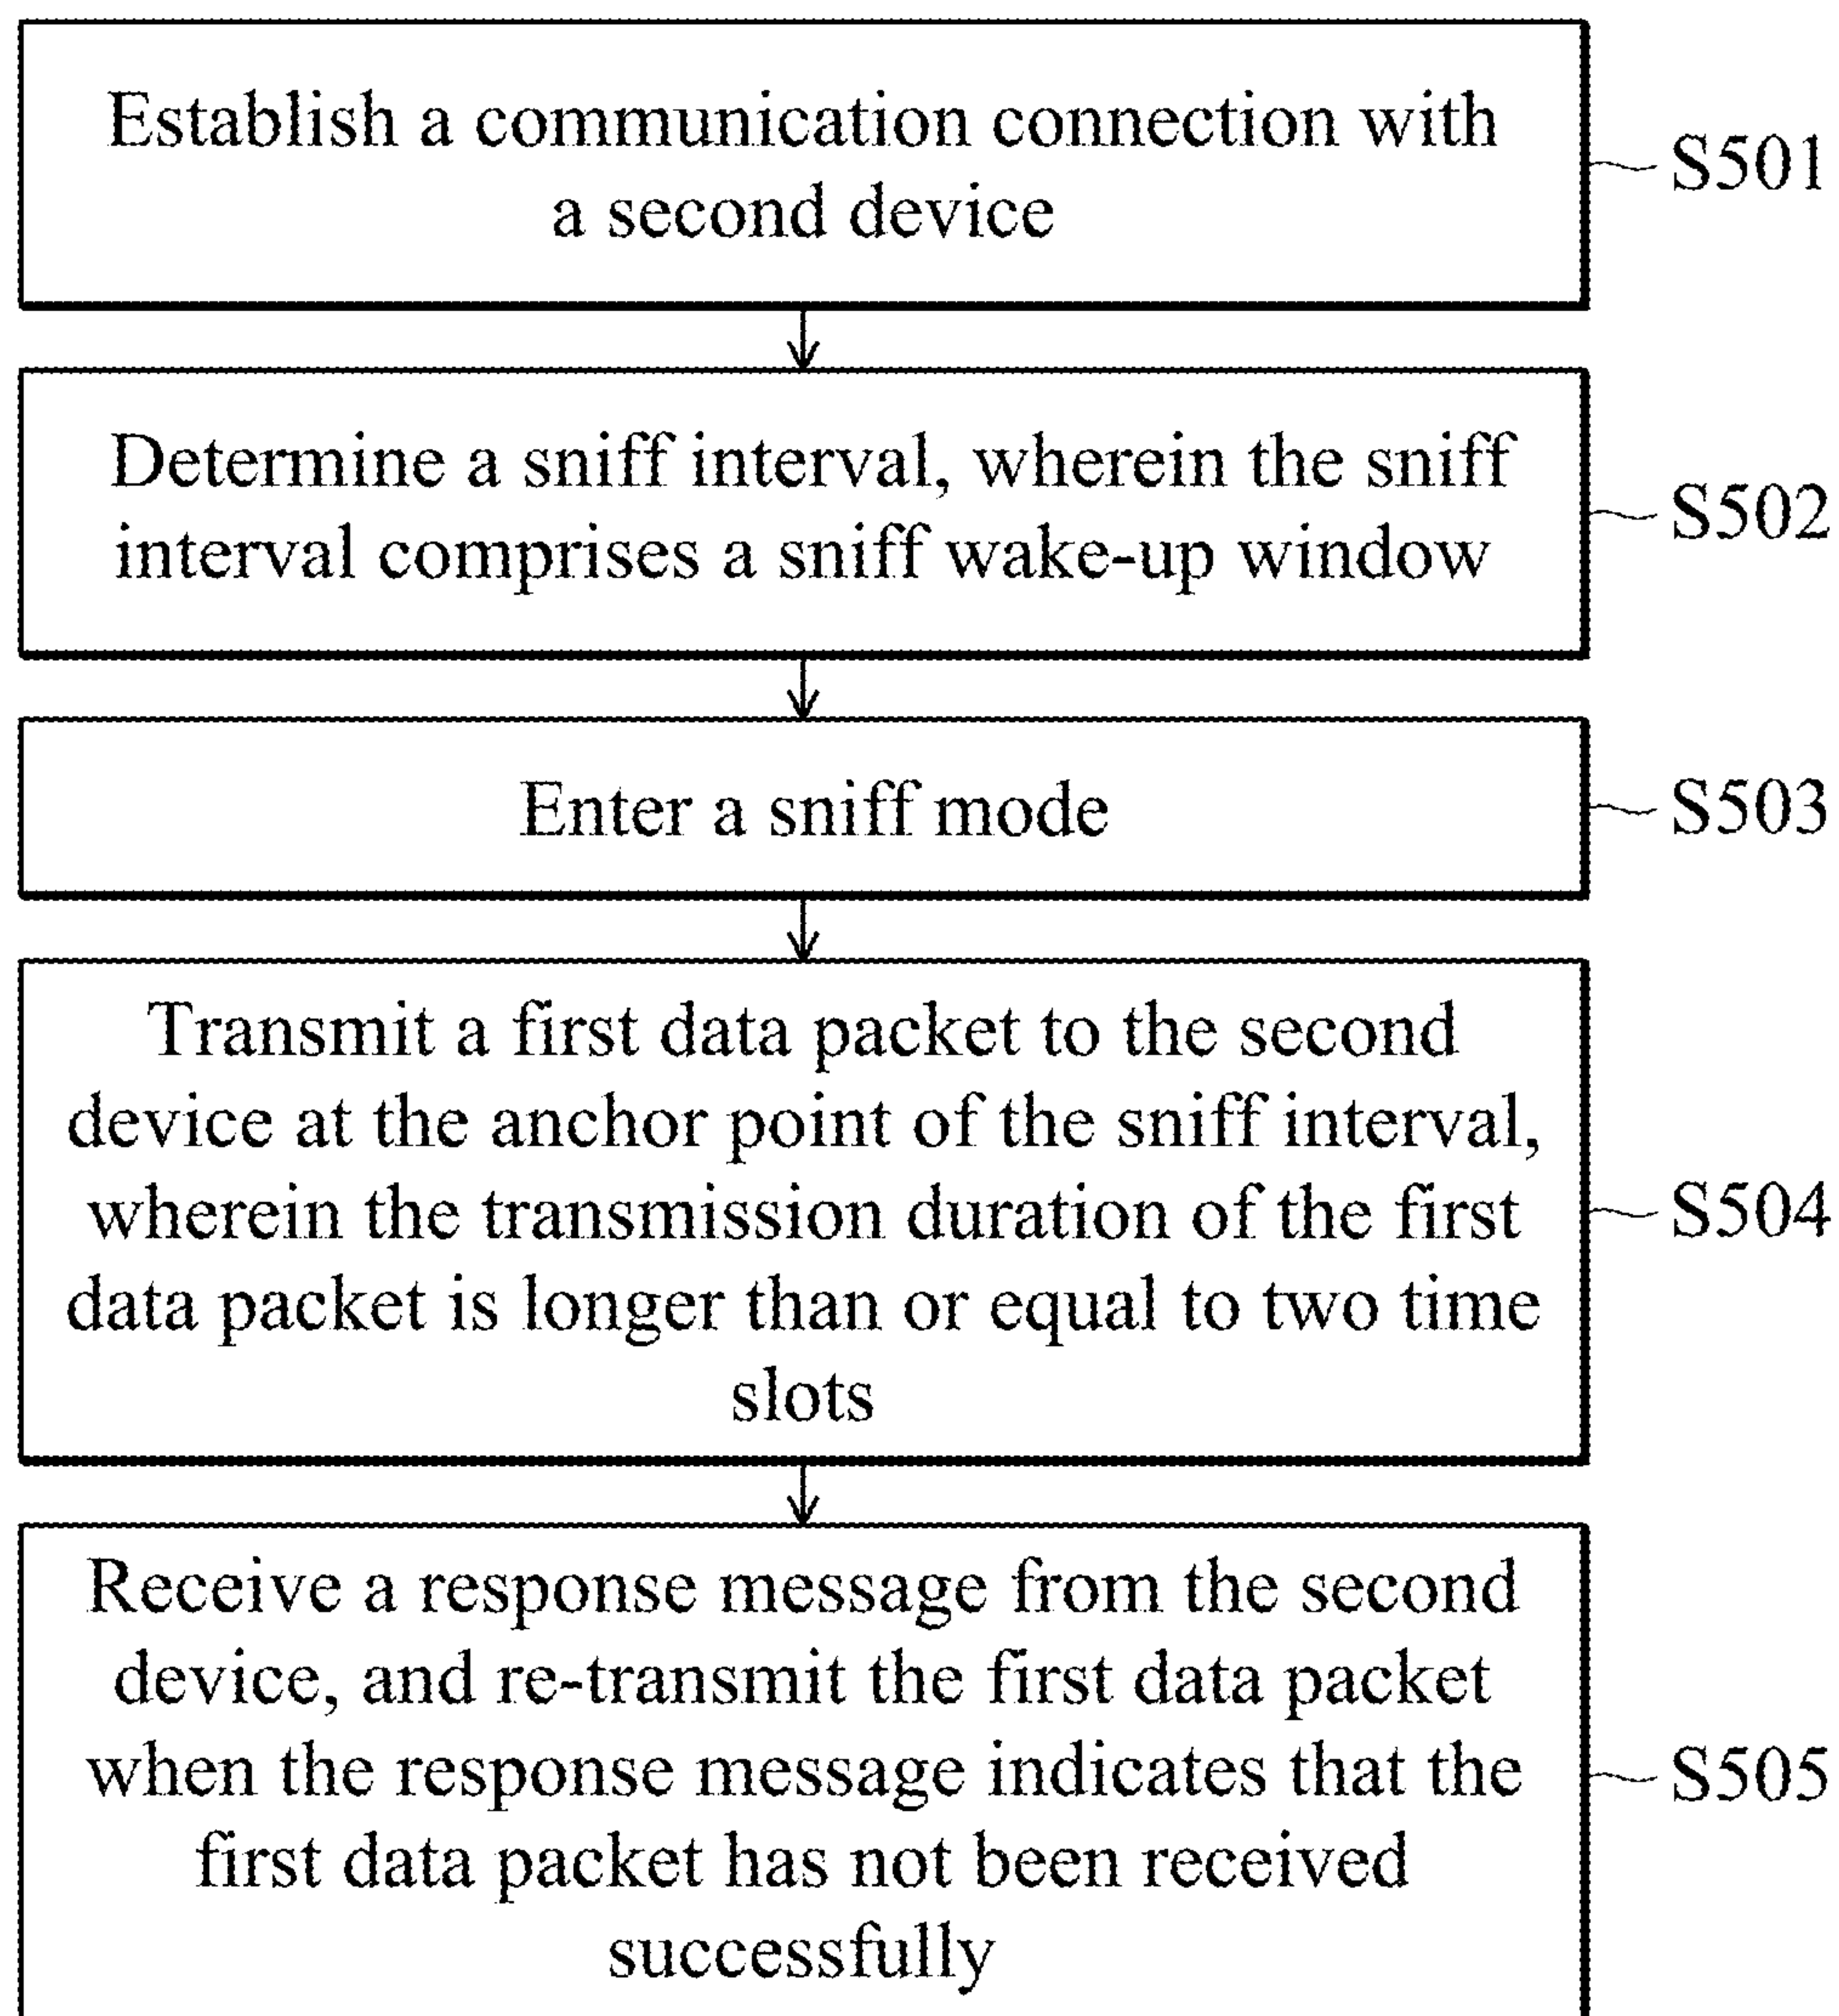 Establish a communication connection with
a second device
S501
Determine a sniff interval, wherein the sniff
interval comprises a sniff wake-up window
S502
Enter a sniff mode
S503
Transmit a first data packet to the second
device at the anchor point of the sniff interval,
wherein the transmission duration of the first
data packet is longer than or equal to two time
slots
S504
Receive a response message from the second
device, and re-transmit the first data packet
when the response message indicates that the
first data packet has not been received
successfully
S505